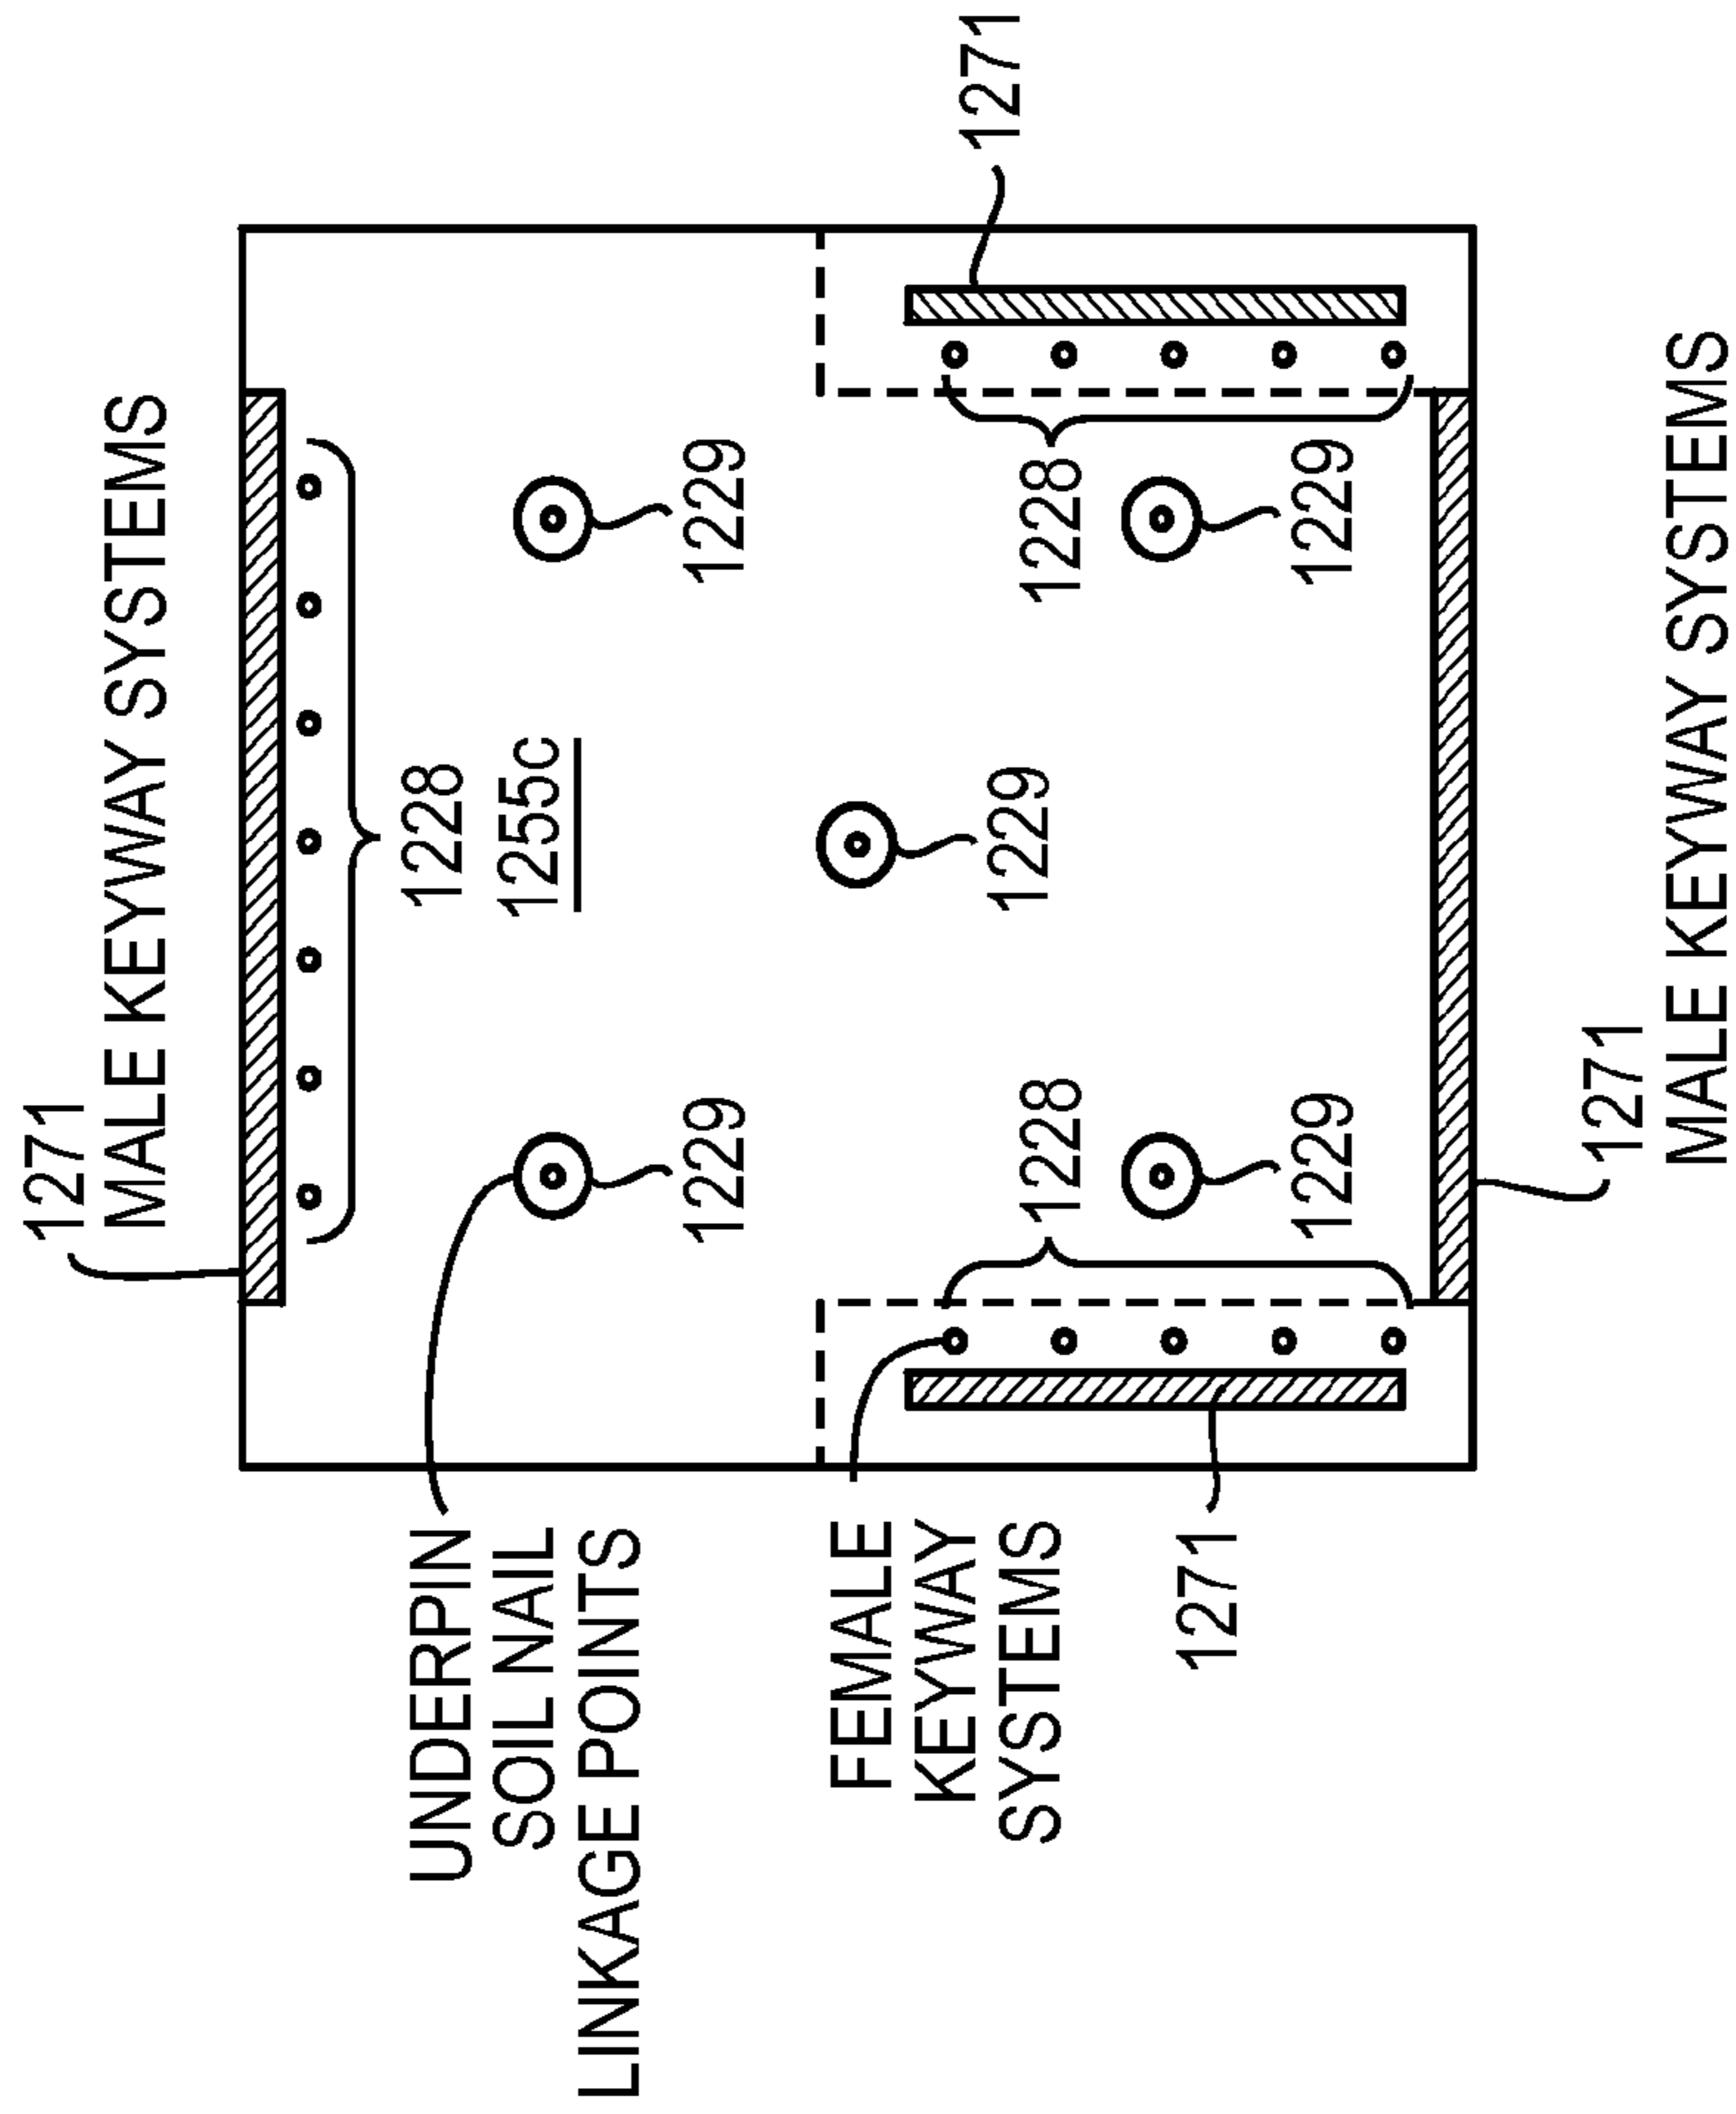 1271
MALE KEYWAY SYSTEMS
1228
1255c
UNDERPIN
SOIL NAIL
LINKAGE POINTS
1229
1229
1229
FEMALE
KEYWAY
SYSTEMS
1228
1228
1271
1271
1229
1229
1271
MALE KEYWAY SYSTEMS